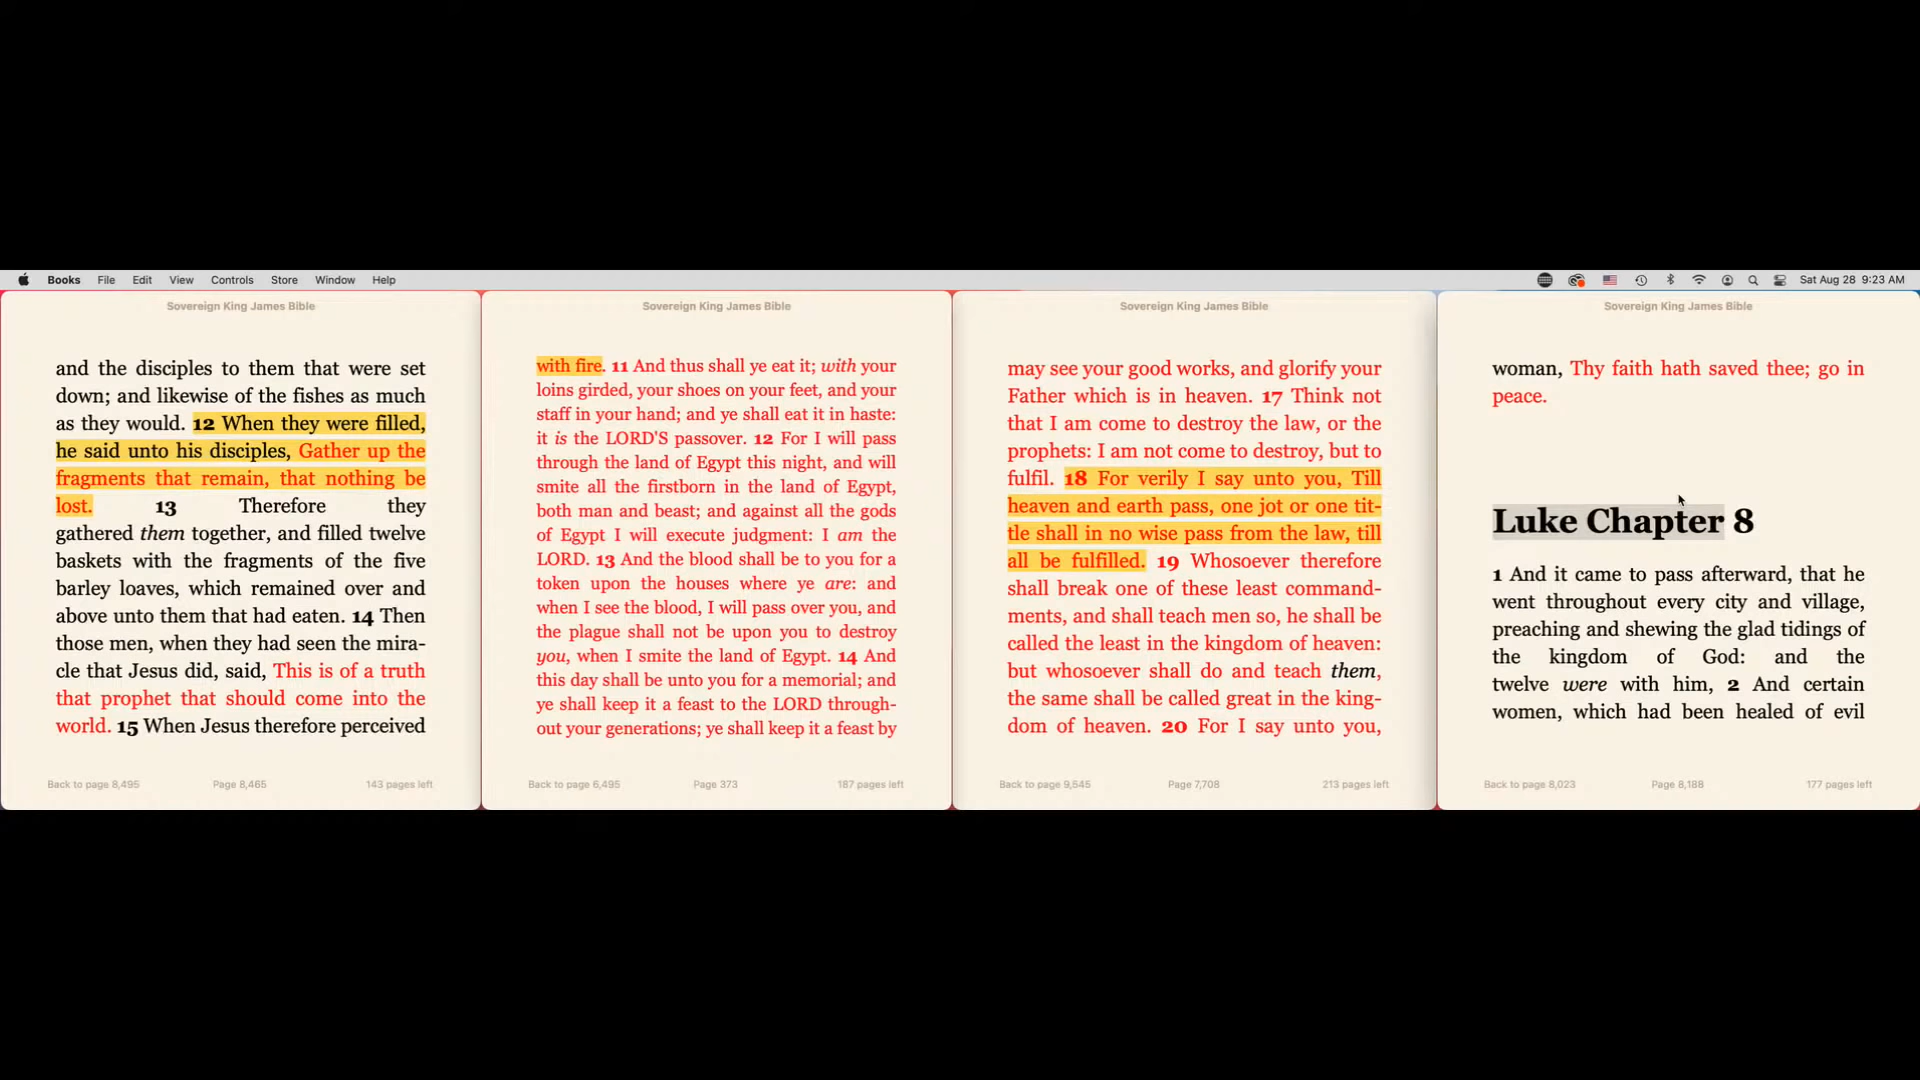 Books File Edit View Controls Store Window Help Sat Aug 28 9:23 AM
Sovereign King James Bible
and the disciples to them that were set
down; and likewise of the fishes as much
as they would. 12 When they were filled,
he said unto his disciples, Gather up the
fragments that remain, that nothing be
lost. 13 Therefore they
gathered them together, and filled twelve
baskets with the fragments of the five
barley loaves, which remained over and
above unto them that had eaten. 14 Then
those men, when they had seen the mira-
cle that Jesus did, said, This is of a truth
that prophet that should come into the
world. 15 When Jesus therefore perceived
Back to page 8,495 Page 8,465 143 pages left
Sovereign King James Bible
with fire. 11 And thus shall ye eat it; with your
loins girded, your shoes on your feet, and your
staff in your hand; and ye shall eat it in haste:
it is the LORD'S passover. 12 For I will pass
through the land of Egypt this night, and will
smite all the firstborn in the land of Egypt,
both man and beast; and against all the gods
of Egypt I will execute judgment: I am the
LORD. 13 And the blood shall be to you for a
token upon the houses where ye are: and
when I see the blood, I will pass over you, and
the plague shall not be upon you to destroy
you, when I smite the land of Egypt. 14 And
this day shall be unto you for a memorial; and
ye shall keep it a feast to the LORD through-
out your generations; ye shall keep it a feast by
Back to page 6,495 Page 373 187 pages left
Sovereign King James Bible
may see your good works, and glorify your
Father which is in heaven. 17 Think not
that I am come to destroy the law, or the
prophets: I am not come to destroy, but to
fulfil. 18 For verily I say unto you, Till
heaven and earth pass, one jot or one tit-
tle shall in no wise pass from the law, till
all be fulfilled. 19 Whosoever therefore
shall break one of these least command-
ments, and shall teach men so, he shall be
called the least in the kingdom of heaven:
but whosoever shall do and teach them,
the same shall be called great in the king-
dom of heaven. 20 For I say unto you,
Back to page 9,545 Page 7,708 213 pages left
Sovereign King James Bible
woman, Thy faith hath saved thee; go in
peace.
Luke Chapter 8
1 And it came to pass afterward, that he
went throughout every city and village,
preaching and shewing the glad tidings of
the kingdom of God: and the
twelve were with him, 2 And certain
women, which had been healed of evil
Back to page 8,023 Page 8,188 177 pages left